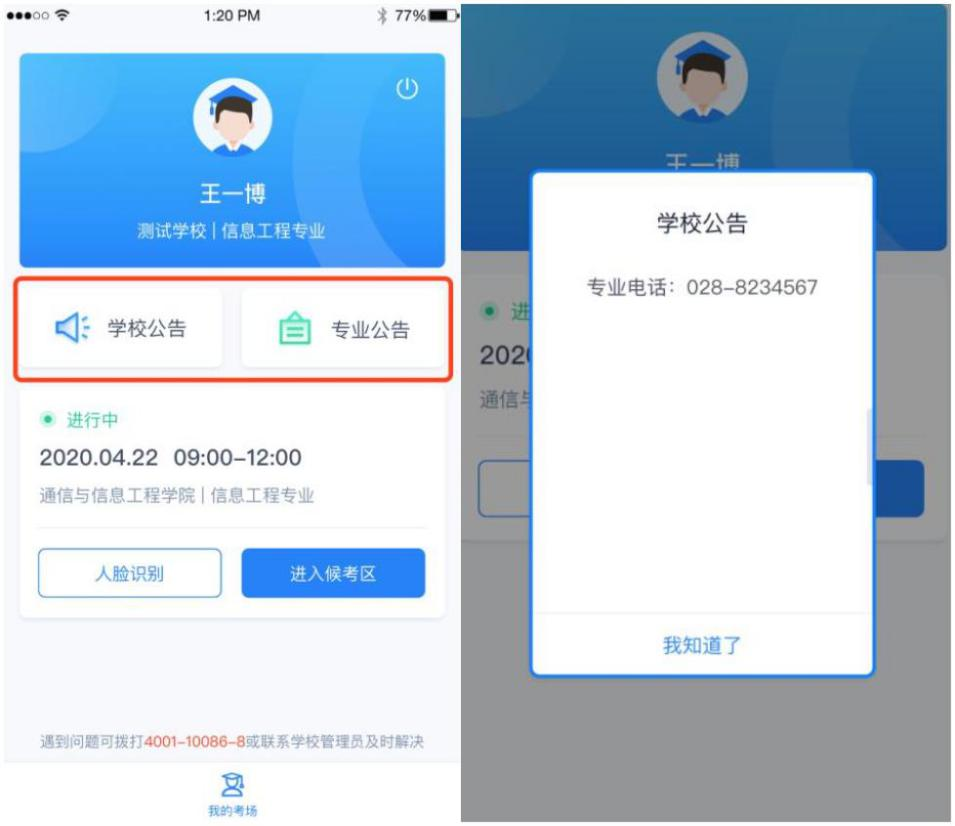 1:20 PM
77%
王一博
测试学校 | 信息工程专业
学校公告
专业公告
进行中
2020.04.22 09:00-12:00
通信与信息工程学院 | 信息工程专业
人脸识别
进入候考区
遇到问题可拨打4001-10086-8或联系学校管理员及时解决
我的考场
王一博
学校公告
专业电话：028-8234567
进
202
通信与
我知道了